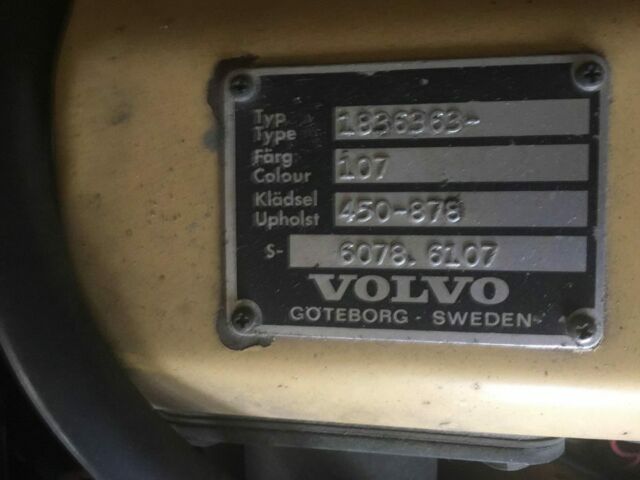 Typ
Type 1836363-
Färg
Colour 107
Klädsel
Upholst 450-878
S- 6078. 6107
VOLVO
GÖTEBORG · SWEDEN